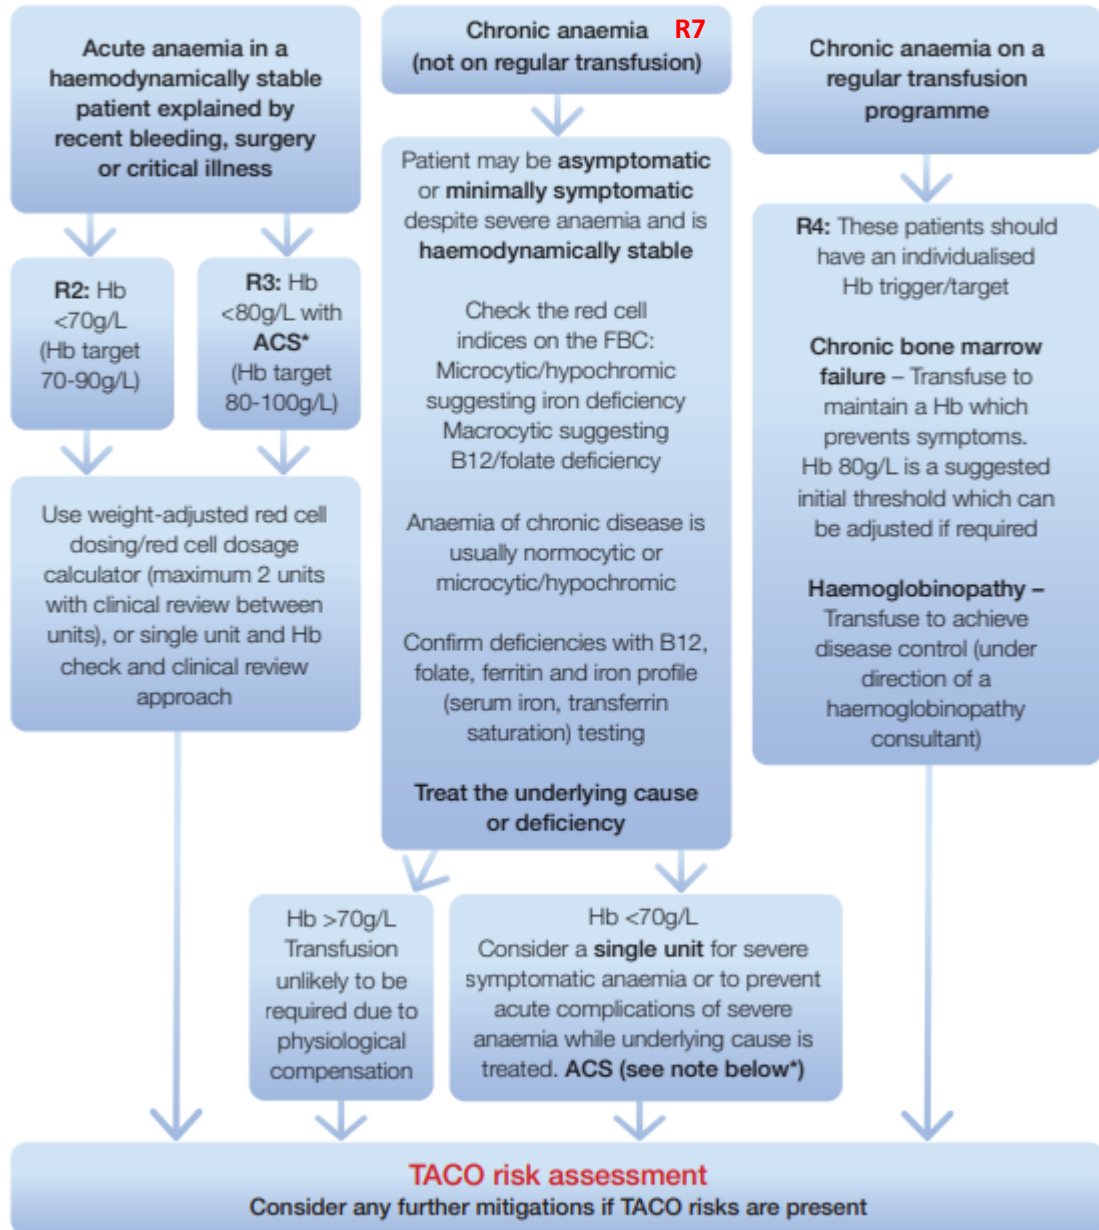 Acute anaemia in a
haemodynamically stable
patient explained by
recent bleeding, surgery
or critical illness
R2: Hb
<70g/L
(Hb target
70-90g/L)
R3: Hb
<80g/L with
ACS*
(Hb target
80-100g/L)
Use weight-adjusted red cell
dosing/red cell dosage
calculator (maximum 2 units
with clinical review between
units), or single unit and Hb
check and clinical review
approach
Chronic anaemia R7
(not on regular transfusion)
Patient may be asymptomatic
or minimally symptomatic
despite severe anaemia and is
haemodynamically stable
Check the red cell
indices on the FBC:
Microcytic/hypochromic
suggesting iron deficiency
Macrocytic suggesting
B12/folate deficiency
Anaemia of chronic disease is
usually normocytic or
microcytic/hypochromic
Confirm deficiencies with B12,
folate, ferritin and iron profile
(serum iron, transferrin
saturation) testing
Treat the underlying cause
or deficiency
Hb >70g/L
Transfusion
unlikely to be
required due to
physiological
compensation
Hb <70g/L
Consider a single unit for severe
symptomatic anaemia or to prevent
acute complications of severe
anaemia while underlying cause is
treated. ACS (see note below*)
Chronic anaemia on a
regular transfusion
programme
R4: These patients should
have an individualised
Hb trigger/target
Chronic bone marrow
failure – Transfuse to
maintain a Hb which
prevents symptoms.
Hb 80g/L is a suggested
initial threshold which can
be adjusted if required
Haemoglobinopathy –
Transfuse to achieve
disease control (under
direction of a
haemoglobinopathy
consultant)
TACO risk assessment
Consider any further mitigations if TACO risks are present